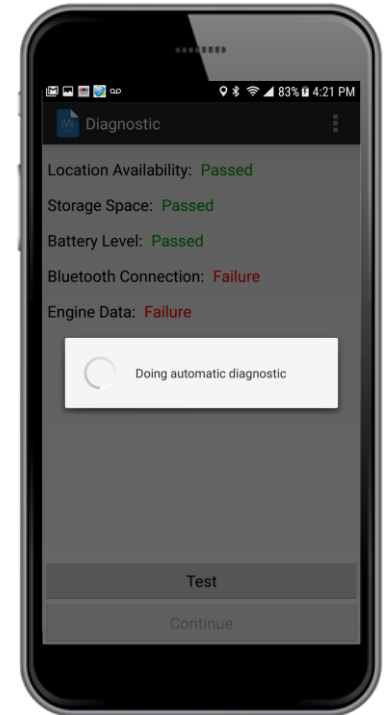 83% 4:21 PM
Mi Diagnostic
Location Availability: Passed
Storage Space: Passed
Battery Level: Passed
Bluetooth Connection: Failure
Engine Data: Failure
Doing automatic diagnostic
Test
Continue